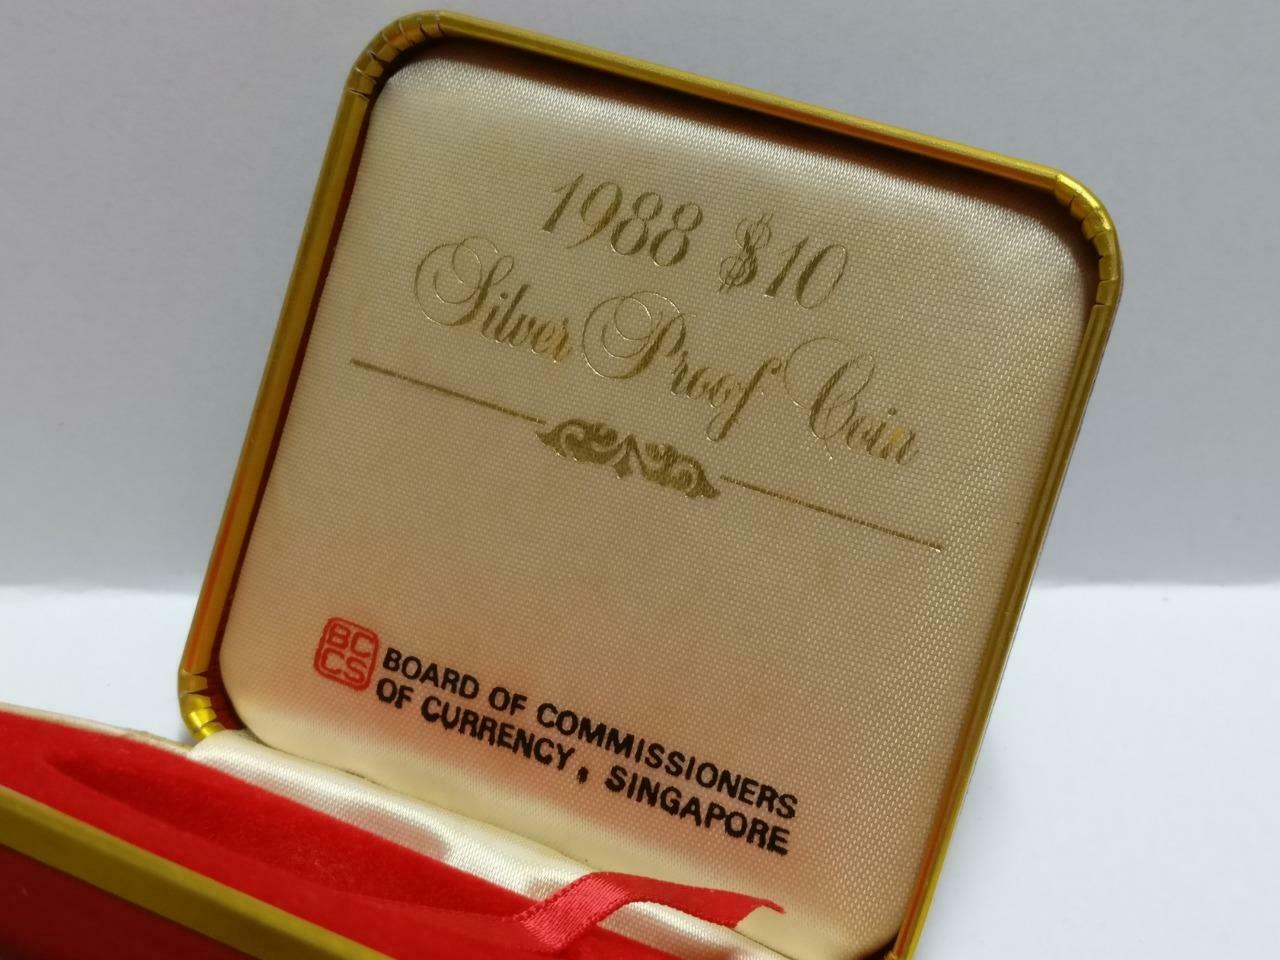 1988 $10
Silver Proof Coin
BC
CS
BOARD OF COMMISSIONERS
OF CURRENCY, SINGAPORE